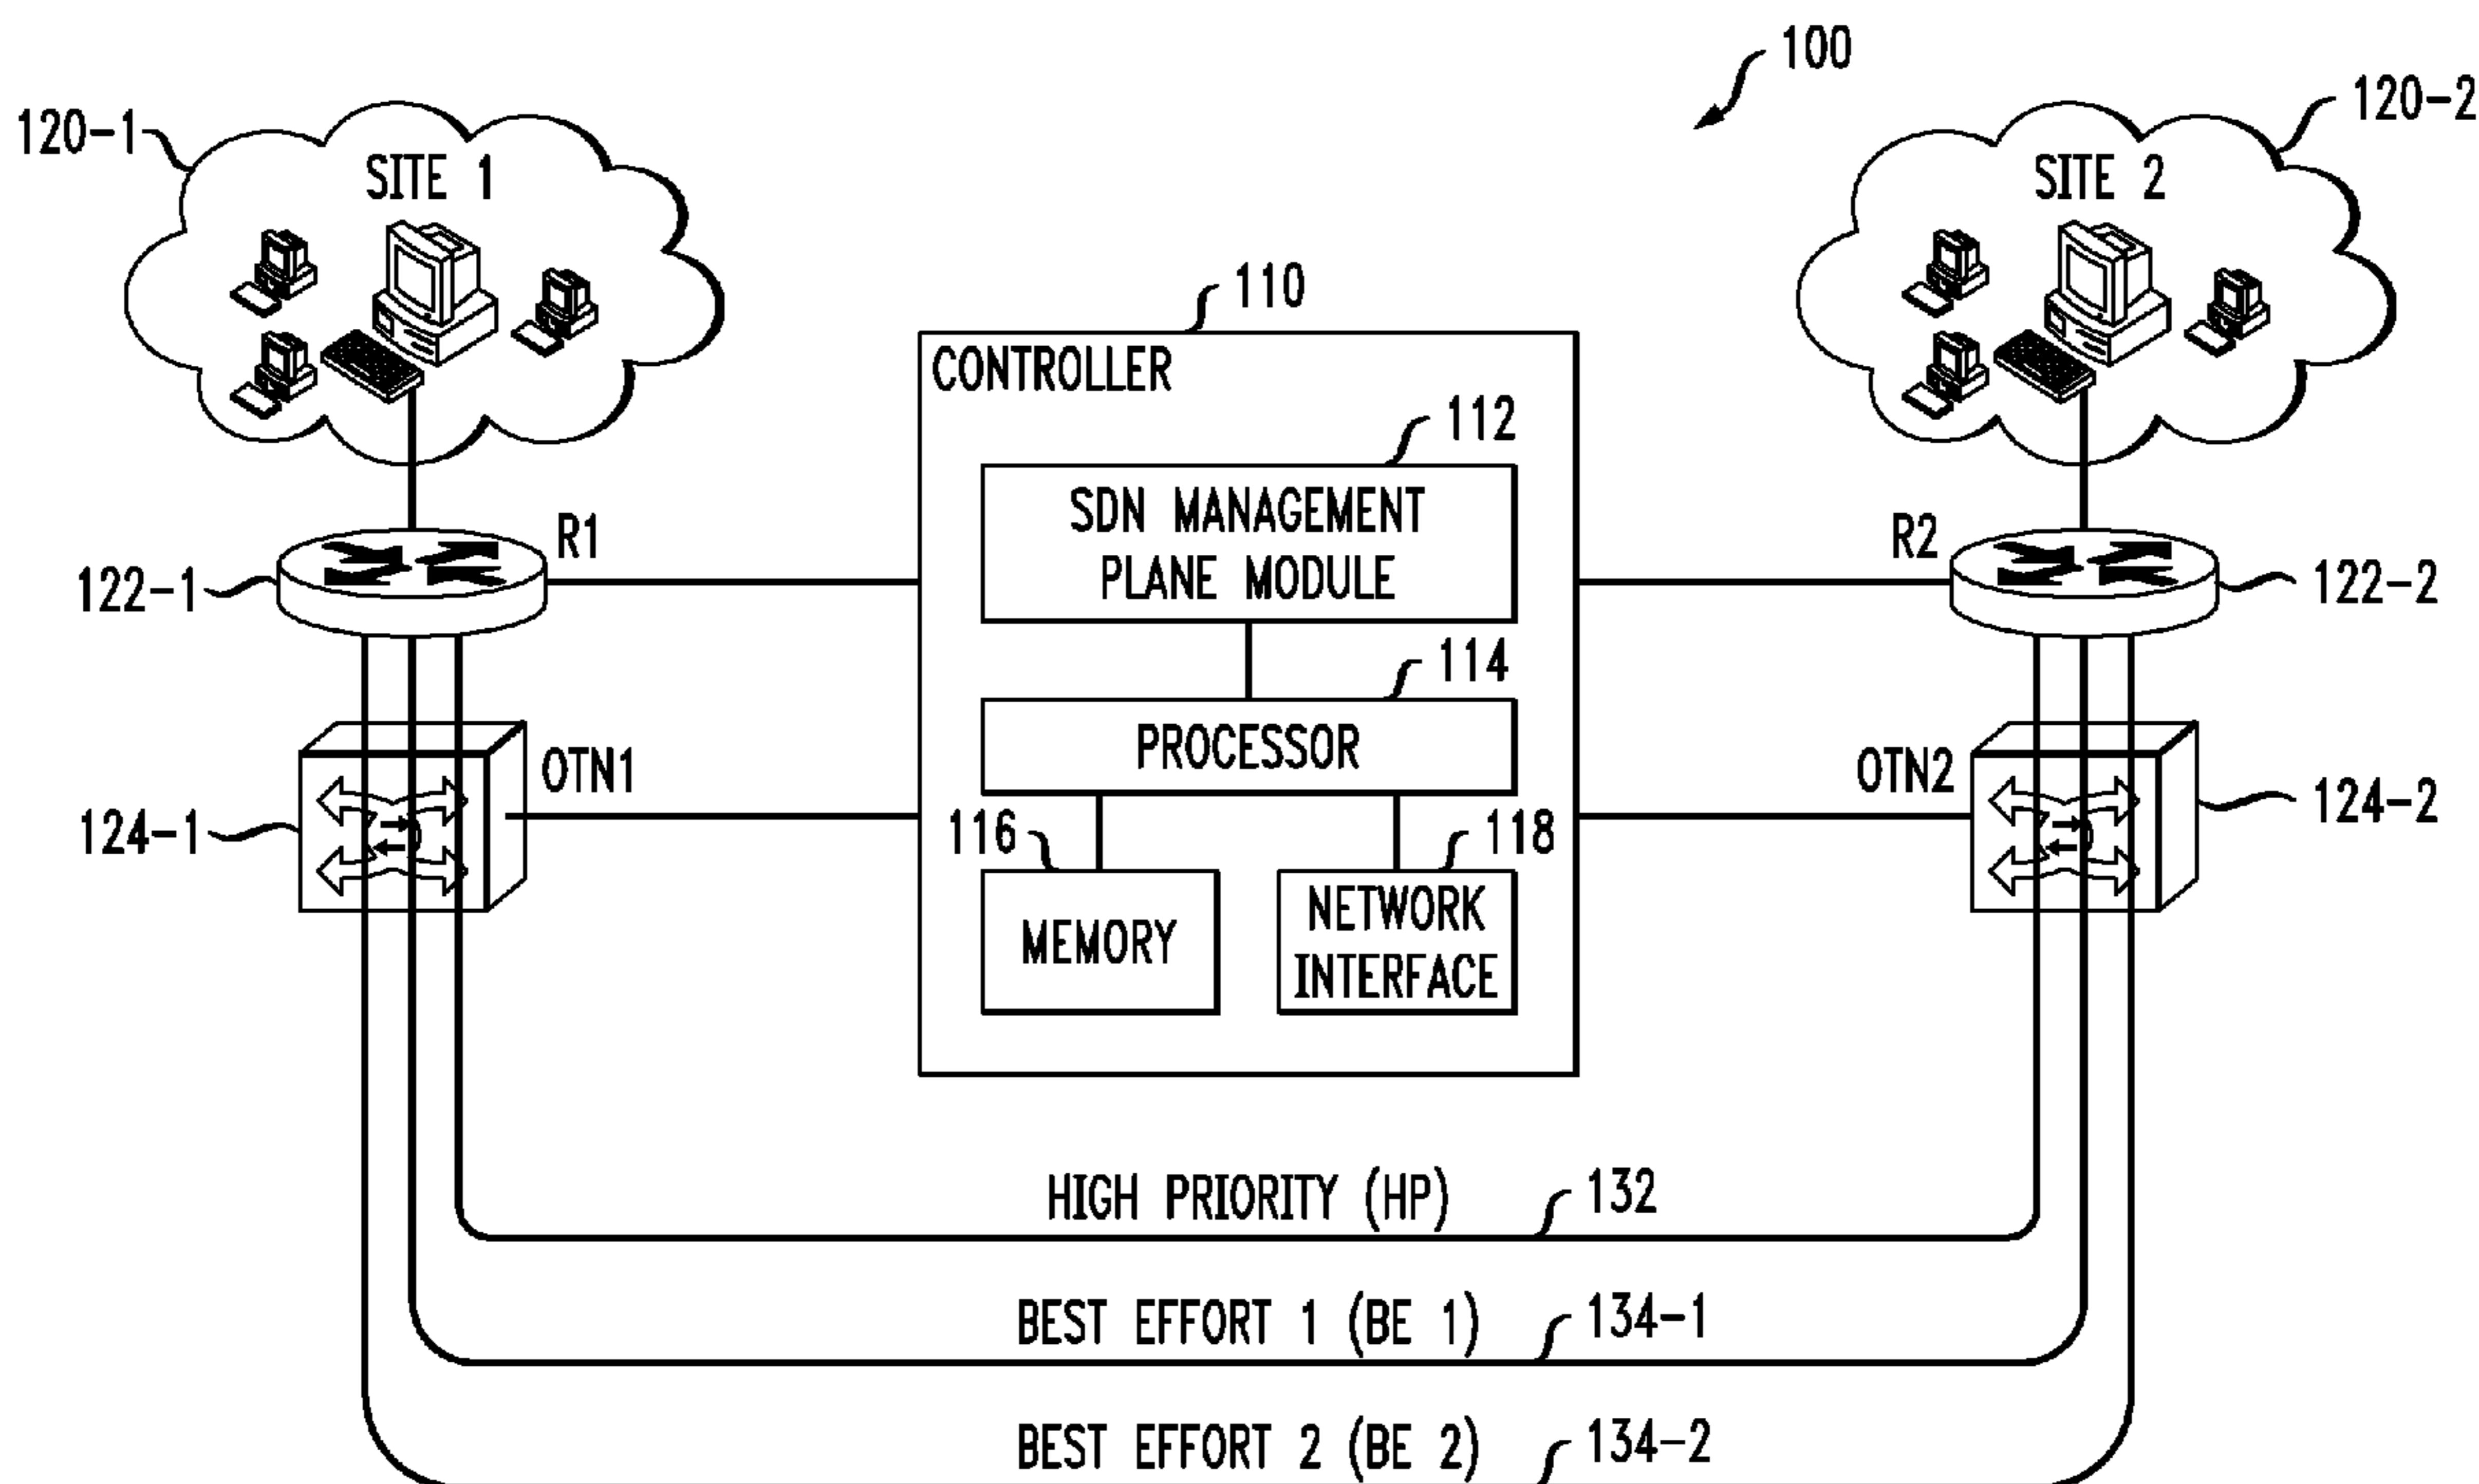 100
120-1
SITE 1
120-2
SITE 2
110
CONTROLLER
112
SDN MANAGEMENT
PLANE MODULE
R1
122-1
R2
122-2
114
PROCESSOR
OTN1
124-1
OTN2
124-2
116
MEMORY
118
NETWORK
INTERFACE
HIGH PRIORITY (HP)
132
BEST EFFORT 1 (BE 1)
134-1
BEST EFFORT 2 (BE 2)
134-2